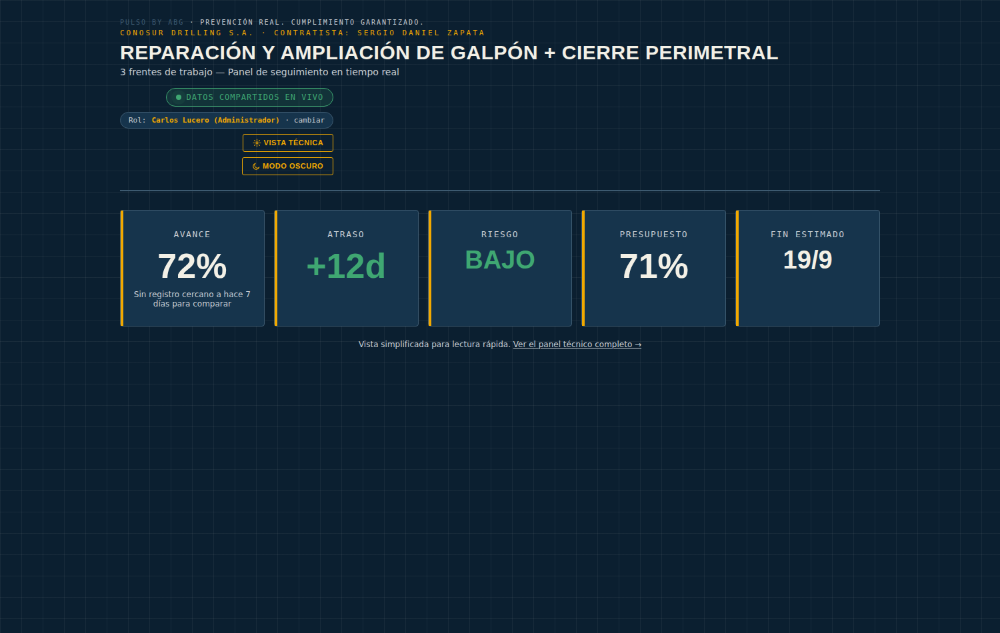 PULSO BY ABG · PREVENCIÓN REAL. CUMPLIMIENTO GARANTIZADO.
CONOSUR DRILLING S.A. · CONTRATISTA: SERGIO DANIEL ZAPATA
REPARACIÓN Y AMPLIACIÓN DE GALPÓN + CIERRE PERIMETRAL
3 frentes de trabajo — Panel de seguimiento en tiempo real
DATOS COMPARTIDOS EN VIVO
Rol: Carlos Lucero (Administrador) · cambiar
VISTA TÉCNICA
MODO OSCURO
AVANCE
72%
Sin registro cercano a hace 7
días para comparar
ATRASO
+12d
RIESGO
BAJO
PRESUPUESTO
71%
FIN ESTIMADO
19/9
Vista simplificada para lectura rápida. Ver el panel técnico completo →